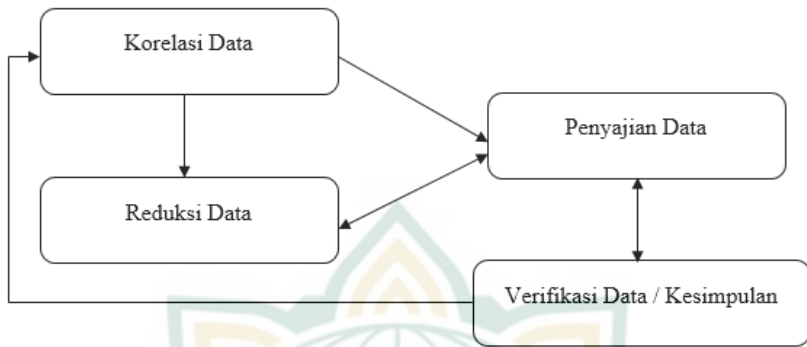 Korelasi Data
Penyajian Data
Reduksi Data
Verifikasi Data / Kesimpulan